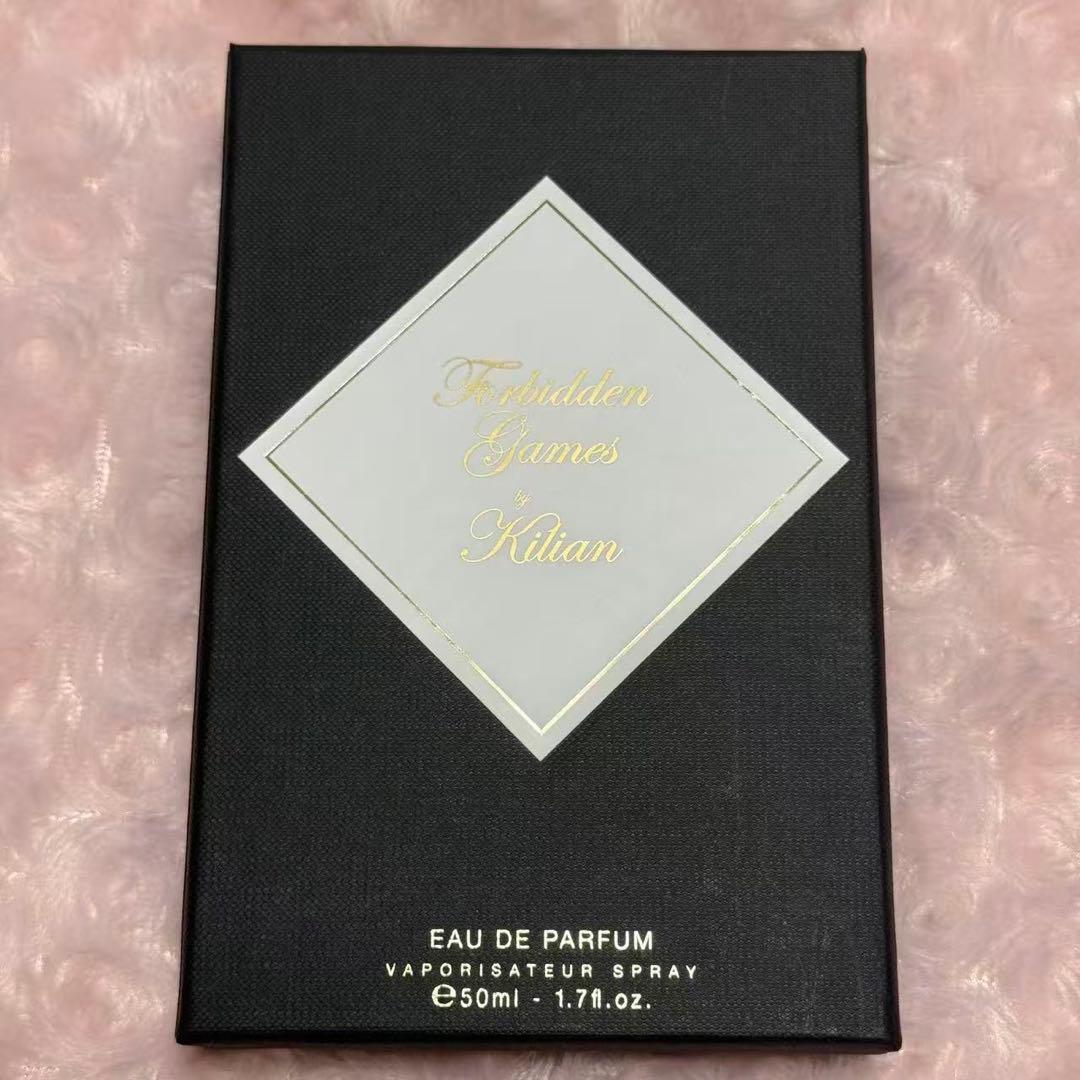 Forbidden
Games
by
Kilian
EAU DE PARFUM
VAPORISATEUR SPRAY
℮50ml - 1.7fl.oz.